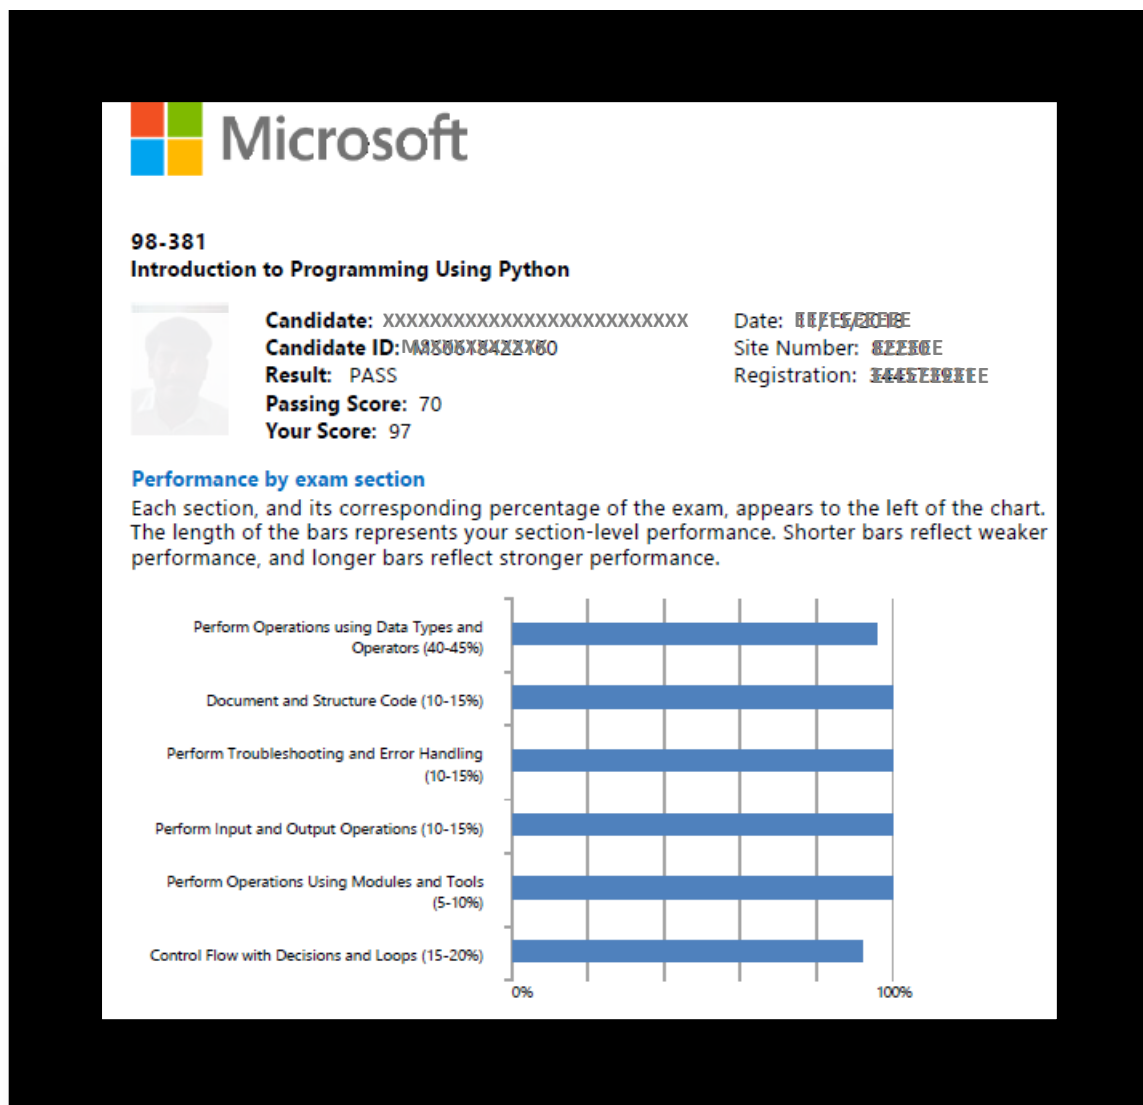 Microsoft
98-381
Introduction to Programming Using Python
Candidate: XXXXXXXXXXXXXXXXXXXXXXXXXX
Date:
Candidate ID:
Site Number:
Result: PASS
Registration:
Passing Score: 70
Your Score: 97
Performance by exam section
Each section, and its corresponding percentage of the exam, appears to the left of the chart.
The length of the bars represents your section-level performance. Shorter bars reflect weaker
performance, and longer bars reflect stronger performance.
Perform Operations using Data Types and
Operators (40-45%)
Document and Structure Code (10-15%)
Perform Troubleshooting and Error Handling
(10-15%)
Perform Input and Output Operations (10-15%)
Perform Operations Using Modules and Tools
(5-10%)
Control Flow with Decisions and Loops (15-20%)
0%
100%